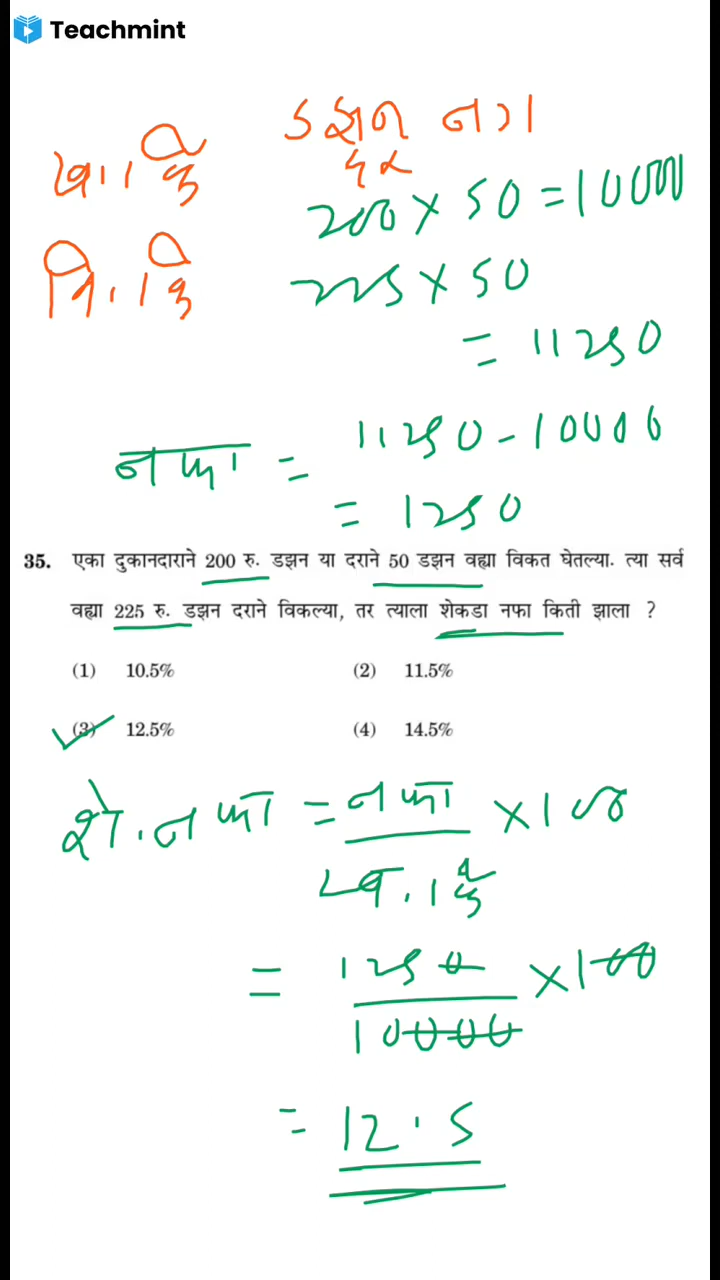 Teachmint
डझन नग
दर
खा. कि
200 × 50 = 10000
वि. कि
225 × 50
= 11250
नफा = 11250 - 10000
= 1250
35. एका दुकानदाराने 200 रु. डझन या दराने 50 डझन वह्या विकत घेतल्या. त्या सर्व
वह्या 225 रु. डझन दराने विकल्या, तर त्याला शेकडा नफा किती झाला ?
(1) 10.5% (2) 11.5%
(3) 12.5% (4) 14.5%
शे. नफा = नफा × 100
ख. कि
= 1250 × 100
10000
= 12.5